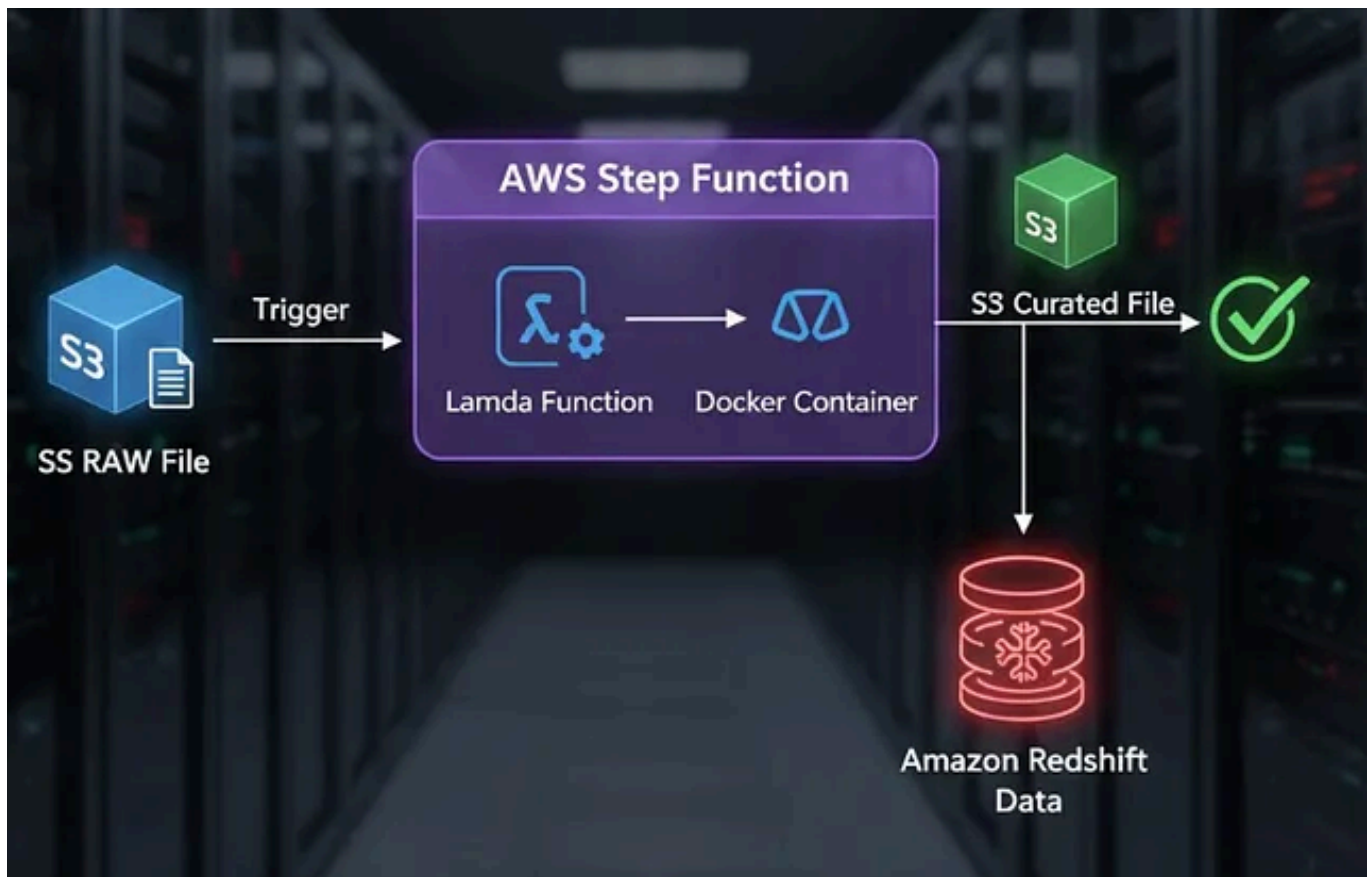 AWS Step Function
S3
S3
Trigger
S3 Curated File
Lamda Function
Docker Container
SS RAW File
Amazon Redshift
Data